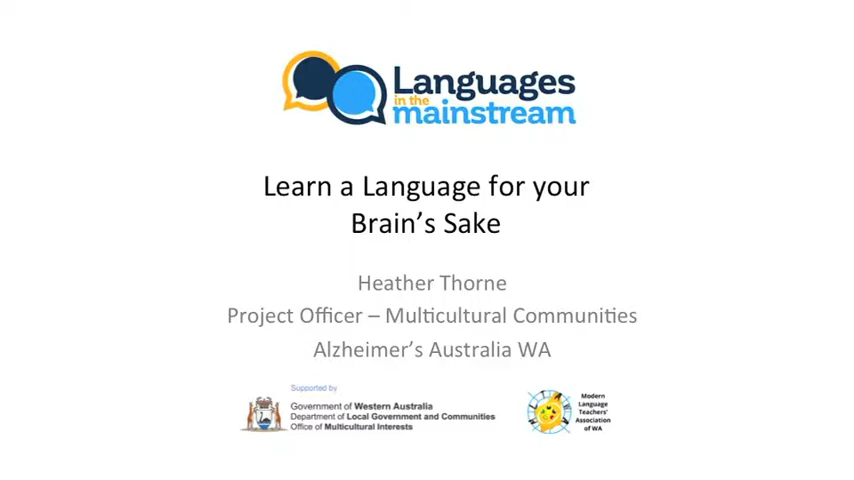 Languages
in the
mainstream
Learn a Language for your
Brain's Sake
Heather Thorne
Project Officer – Multicultural Communities
Alzheimer's Australia WA
Supported by
Government of Western Australia
Department of Local Government and Communities
Office of Multicultural Interests
Modern
Language
Teachers'
Association
of WA